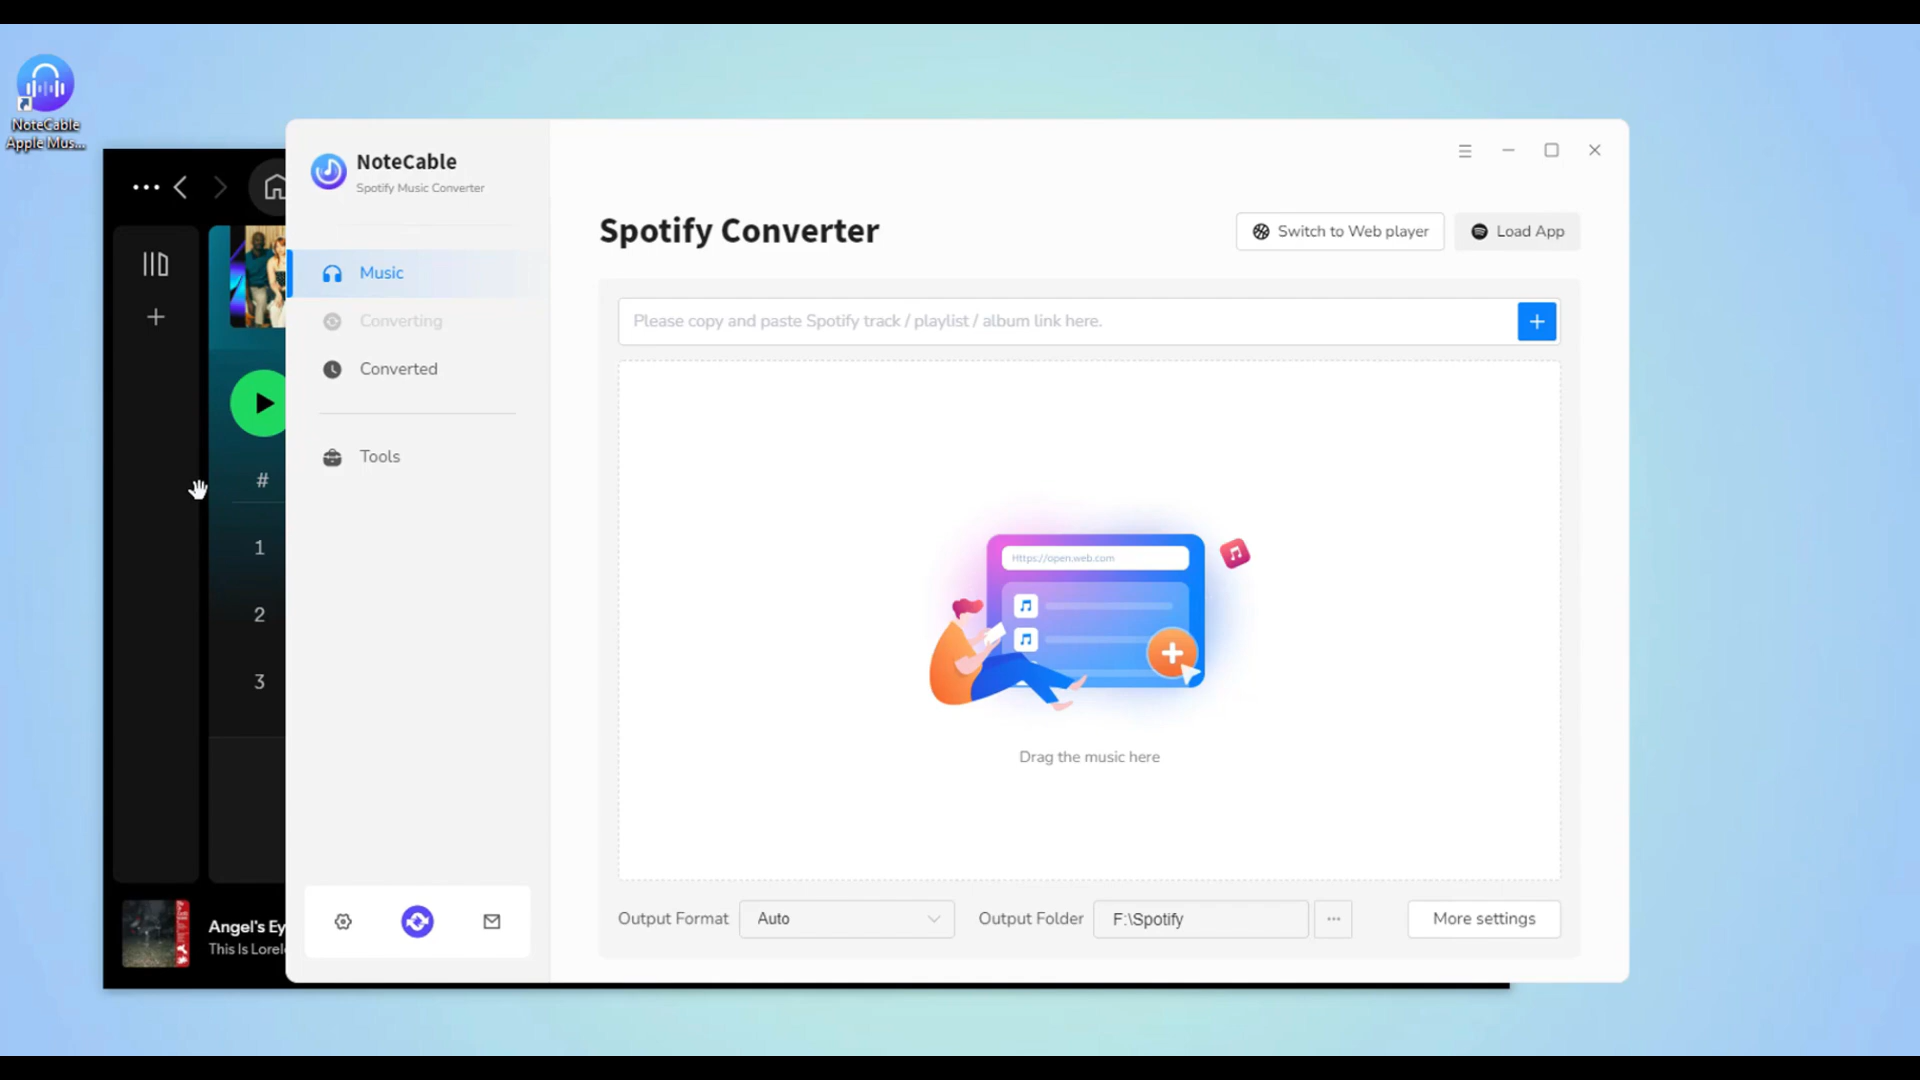 NoteCable
Apple Mus...
NoteCable
Spotify Music Converter
Music
Converting
Converted
Tools
Spotify Converter
Switch to Web player
Load App
Please copy and paste Spotify track / playlist / album link here.
Https://open.web.com
Drag the music here
Output Format
Auto
Output Folder
F:\Spotify
...
More settings
#
1
2
3
Angel's Ey
This Is Lorel